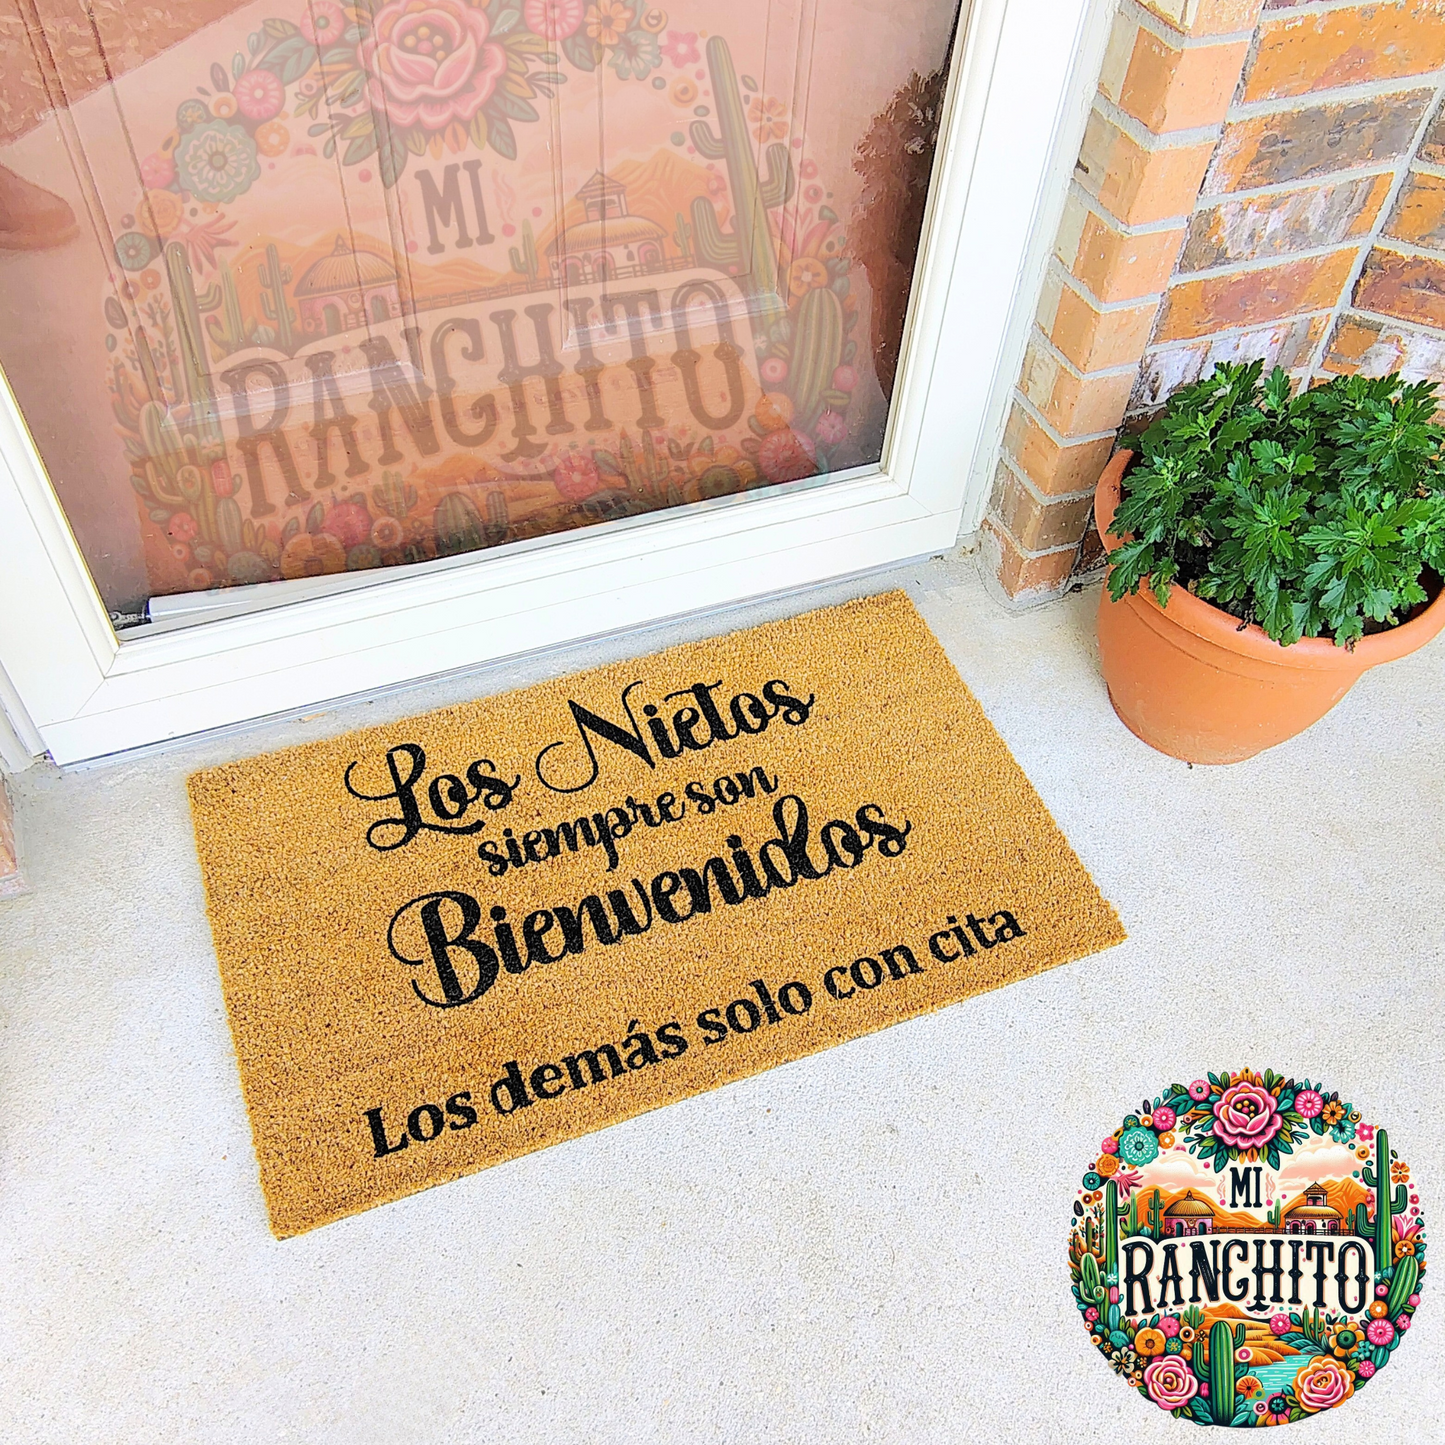 MI
RANCHITO
Los Nietos
siempre son
Bienvenidos
Los demás solo con cita
MI
RANCHITO